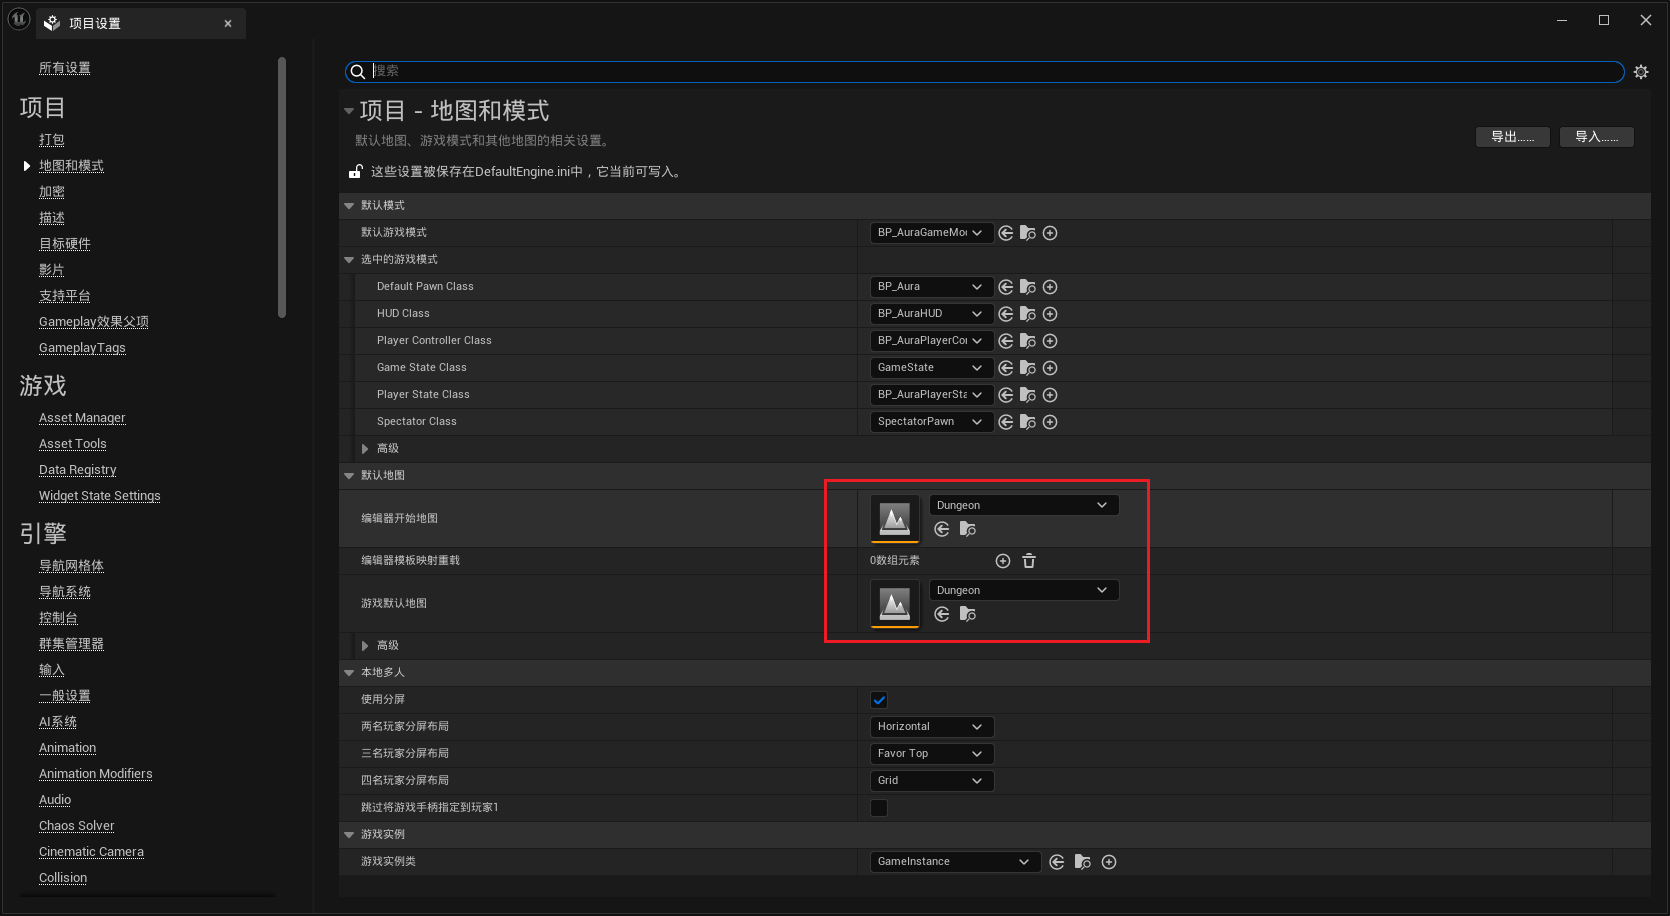 项目设置
所有设置
项目
打包
地图和模式
加密
描述
目标硬件
影片
支持平台
Gameplay效果父项
GameplayTags
游戏
Asset Manager
Asset Tools
Data Registry
Widget State Settings
引擎
导航网格体
导航系统
控制台
群集管理器
输入
一般设置
AI系统
Animation
Animation Modifiers
Audio
Chaos Solver
Cinematic Camera
Collision
搜索
项目 - 地图和模式
默认地图、游戏模式和其他地图的相关设置。
导出...... 导入......
这些设置被保存在DefaultEngine.ini中，它当前可写入。
默认模式
默认游戏模式 BP_AuraGameMo
选中的游戏模式
Default Pawn Class BP_Aura
HUD Class BP_AuraHUD
Player Controller Class BP_AuraPlayerCo
Game State Class GameState
Player State Class BP_AuraPlayerSta
Spectator Class SpectatorPawn
高级
默认地图
编辑器开始地图 Dungeon
编辑器模板映射重载 0数组元素
游戏默认地图 Dungeon
高级
本地多人
使用分屏
两名玩家分屏布局 Horizontal
三名玩家分屏布局 Favor Top
四名玩家分屏布局 Grid
跳过将游戏手柄指定到玩家1
游戏实例
游戏实例类 GameInstance